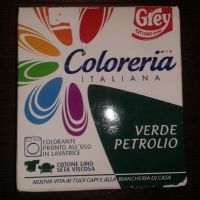 Grey
Coloreria
ITALIANA
COLORANTE
PRONTO ALL'USO
IN LAVATRICE
COTONE LINO
SETA VISCOSA
VERDE
PETROLIO
NUOVA VITA AI TUOI CAPI E ALLA BIANCHERIA DI CASA